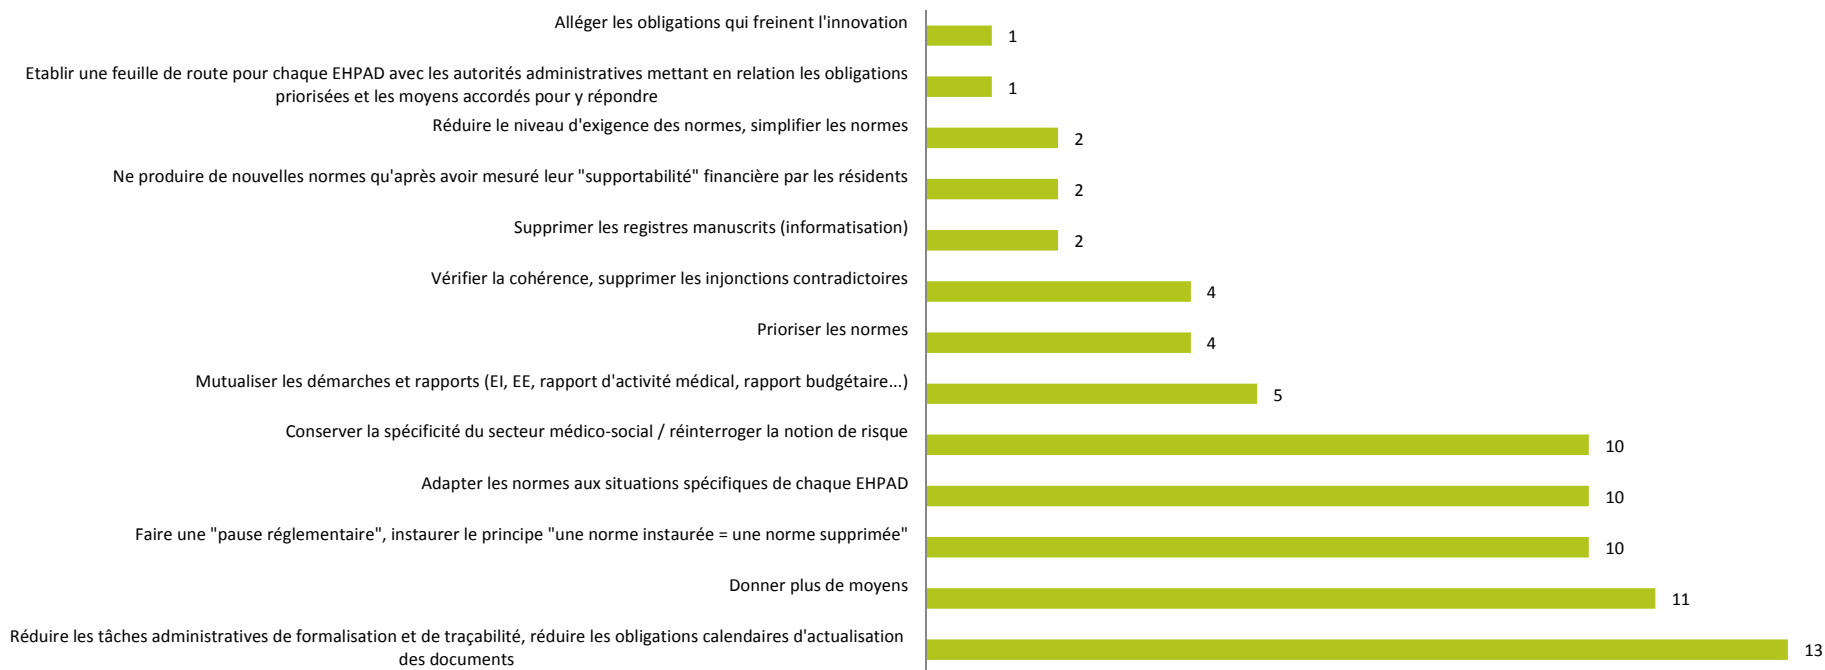 Alléger les obligations qui freinent l'innovation
1
Etablir une feuille de route pour chaque EHPAD avec les autorités administratives mettant en relation les obligations
priorisées et les moyens accordés pour y répondre
1
Réduire le niveau d'exigence des normes, simplifier les normes
2
Ne produire de nouvelles normes qu'après avoir mesuré leur "supportabilité" financière par les résidents
2
Supprimer les registres manuscrits (informatisation)
2
Vérifier la cohérence, supprimer les injonctions contradictoires
4
Prioriser les normes
4
Mutualiser les démarches et rapports (EI, EE, rapport d'activité médical, rapport budgétaire...)
5
Conserver la spécificité du secteur médico-social / réinterroger la notion de risque
10
Adapter les normes aux situations spécifiques de chaque EHPAD
10
Faire une "pause réglementaire", instaurer le principe "une norme instaurée = une norme supprimée"
10
Donner plus de moyens
11
Réduire les tâches administratives de formalisation et de traçabilité, réduire les obligations calendaires d'actualisation
des documents
13